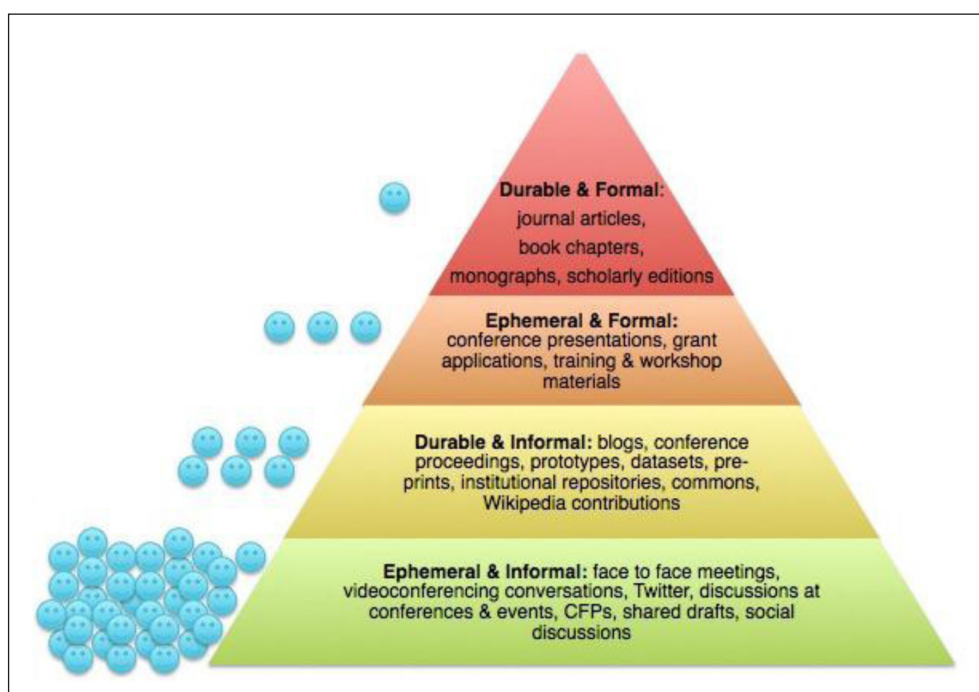 Durable & Formal:
journal articles,
book chapters,
monographs, scholarly editions
Ephemeral & Formal:
conference presentations, grant
applications, training & workshop
materials
Durable & Informal: blogs, conference
proceedings, prototypes, datasets, pre-
prints, institutional repositories, commons,
Wikipedia contributions
Ephemeral & Informal: face to face meetings,
videoconferencing conversations, Twitter, discussions at
conferences & events, CFPs, shared drafts, social
discussions